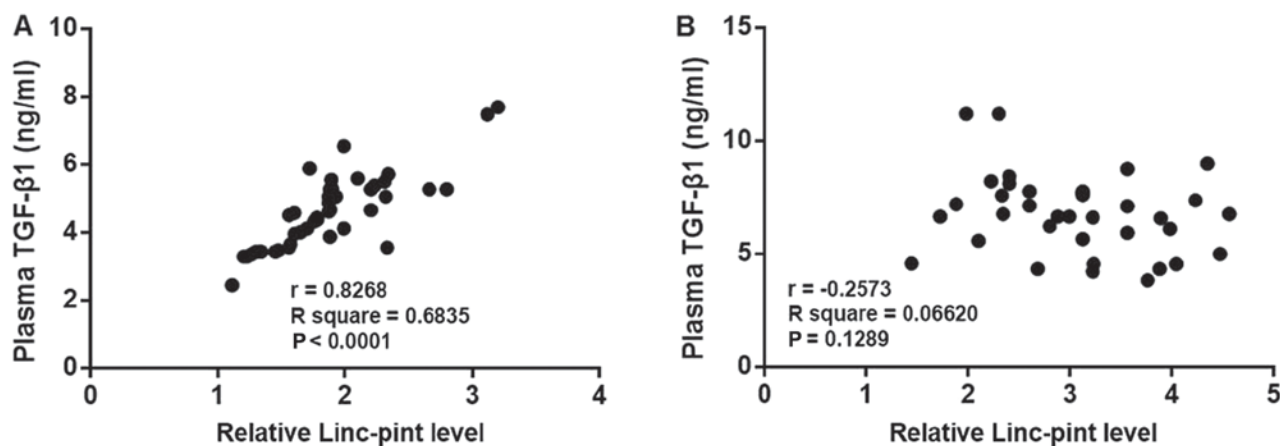 A
Plasma TGF-β1 (ng/ml)
10
8
6
4
2
0
r = 0.8268
R square = 0.6835
P < 0.0001
0 1 2 3 4
Relative Linc-pint level
B
Plasma TGF-β1 (ng/ml)
15
10
5
0
r = -0.2573
R square = 0.06620
P = 0.1289
0 1 2 3 4 5
Relative Linc-pint level